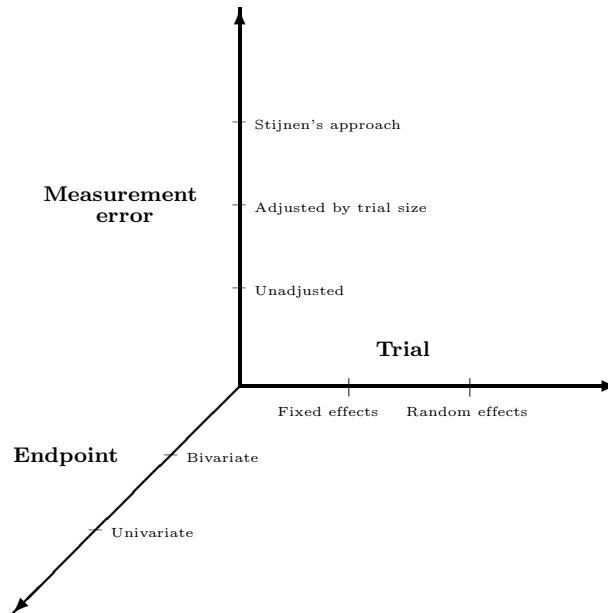 Stijnen's approach
Measurement
error
Adjusted by trial size
Unadjusted
Trial
Fixed effects
Random effects
Endpoint
Bivariate
Univariate